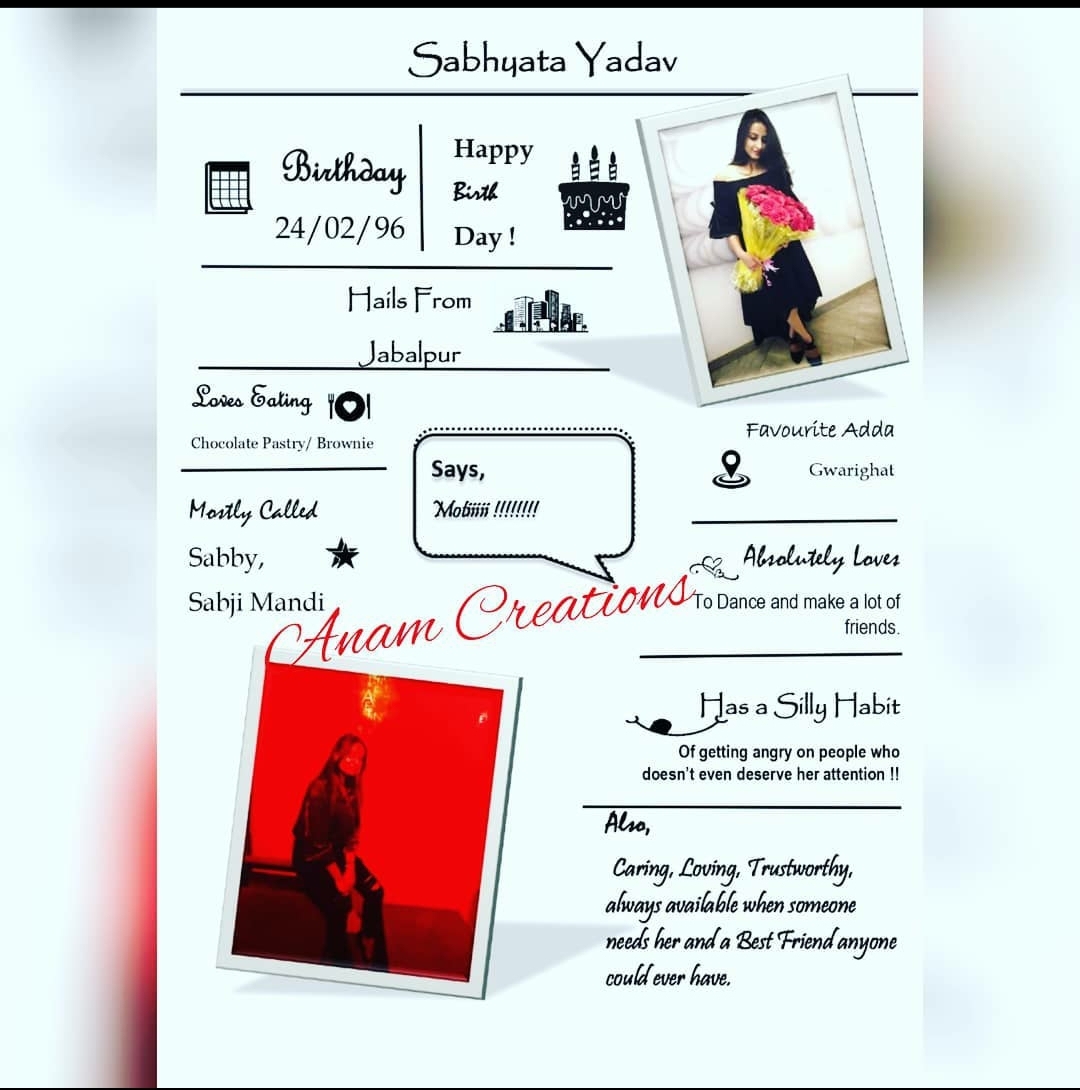 Sabhyata Yadav
Birthday
24/02/96
Happy
Birth
Day !
Hails From
Jabalpur
Loves Eating
Chocolate Pastry/ Brownie
Mostly Called
Sabby,
Sabji Mandi
Says,
Mobiiii !!!!!!!!
Favourite Adda
Gwarighat
Absolutely Loves
To Dance and make a lot of
friends.
Anam Creations
Has a Silly Habit
Of getting angry on people who
doesn't even deserve her attention !!
Also,
Caring, Loving, Trustworthy,
always available when someone
needs her and a Best Friend anyone
could ever have.